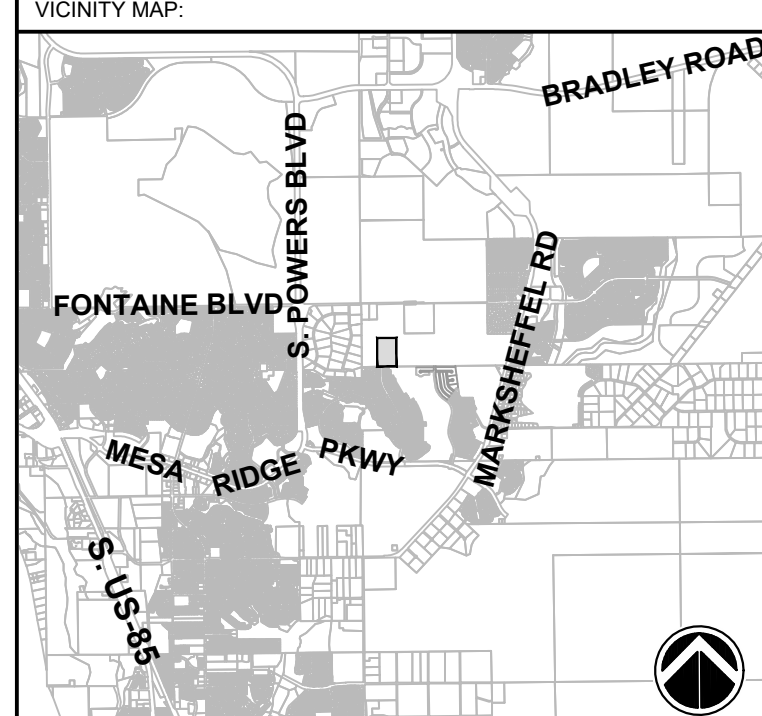 VICINITY MAP:
BRADLEY ROAD
S. POWERS BLVD
FONTAINE BLVD
MARKSHEFFEL RD
MESA RIDGE PKWY
S. US-85